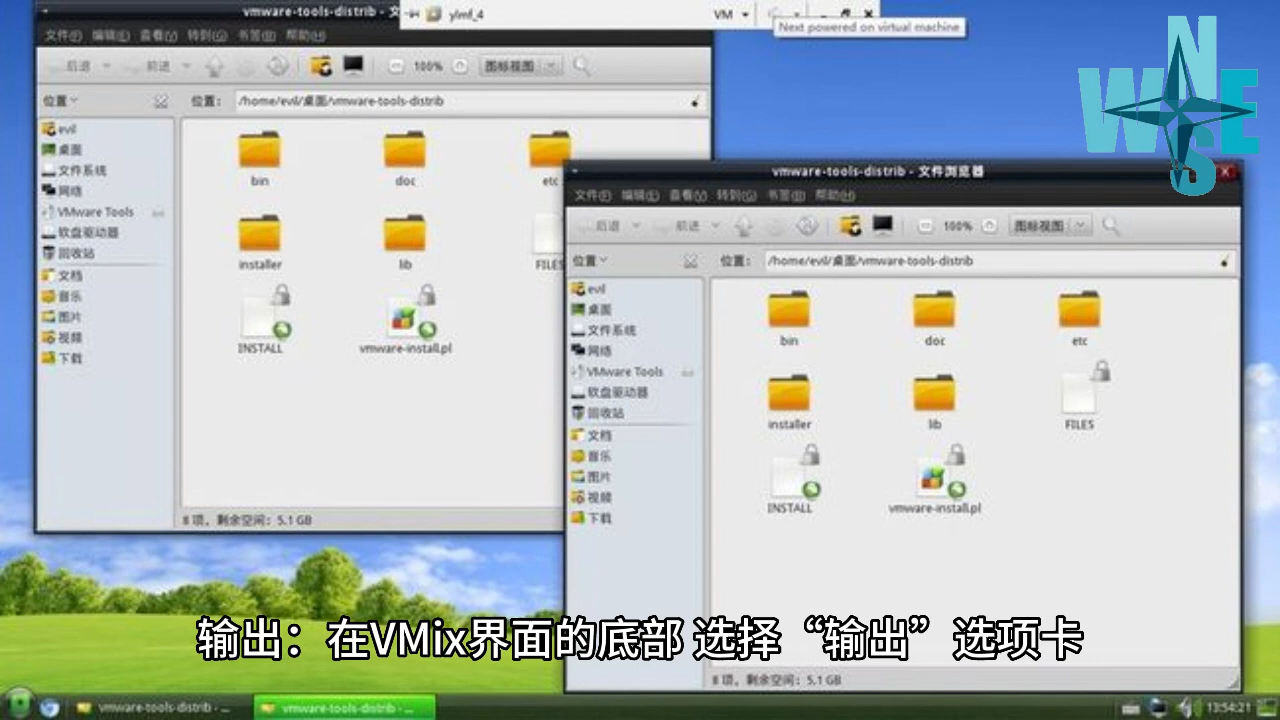 vmware-tools-distrib - 文
ylmf_4
VM
Next powered on virtual machine
文件(F) 编辑(E) 查看(V) 转到(G) 书签(B) 帮助(H)
后退 前进 100% 图标视图
位置 位置: /home/evil/桌面/vmware-tools-distrib
evil
桌面
文件系统
网络
VMware Tools
软盘驱动器
回收站
文档
音乐
图片
视频
下载
bin doc etc
installer lib FILES
INSTALL vmware-install.pl
8 项，剩余空间：5.1 GB
N
W E
S
vmware-tools-distrib - 文件浏览器
文件(F) 编辑(E) 查看(V) 转到(G) 书签(B) 帮助(H)
后退 前进 100% 图标视图
位置 位置: /home/evil/桌面/vmware-tools-distrib
evil
桌面
文件系统
网络
VMware Tools
软盘驱动器
回收站
文档
音乐
图片
视频
下载
bin doc etc
installer lib FILES
INSTALL vmware-install.pl
8 项，剩余空间：5.1 GB
输出：在VMix界面的底部 选择“输出”选项卡
vmware-tools-distrib - ... vmware-tools-distrib - ... 13:54:21